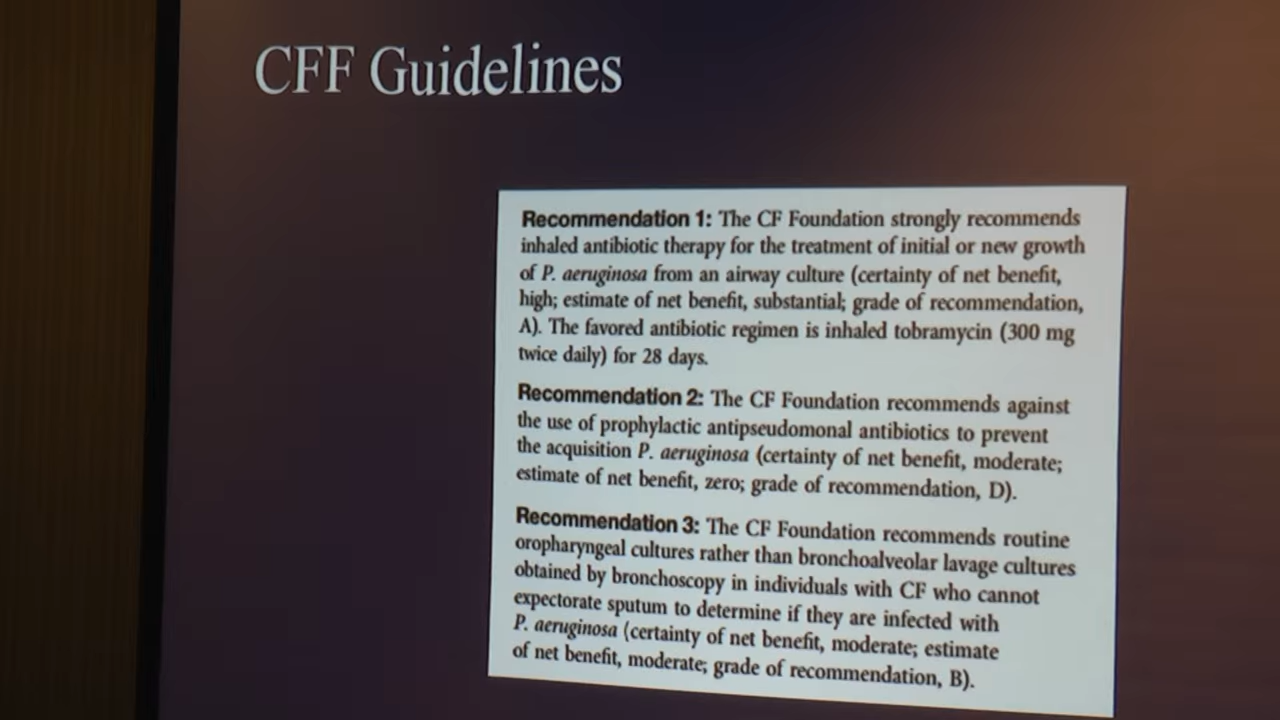 CFF Guidelines
Recommendation 1: The CF Foundation strongly recommends
inhaled antibiotic therapy for the treatment of initial or new growth
of P. aeruginosa from an airway culture (certainty of net benefit,
high; estimate of net benefit, substantial; grade of recommendation,
A). The favored antibiotic regimen is inhaled tobramycin (300 mg
twice daily) for 28 days.
Recommendation 2: The CF Foundation recommends against
the use of prophylactic antipseudomonal antibiotics to prevent
the acquisition P. aeruginosa (certainty of net benefit, moderate;
estimate of net benefit, zero; grade of recommendation, D).
Recommendation 3: The CF Foundation recommends routine
oropharyngeal cultures rather than bronchoalveolar lavage cultures
obtained by bronchoscopy in individuals with CF who cannot
expectorate sputum to determine if they are infected with
P. aeruginosa (certainty of net benefit, moderate; estimate
of net benefit, moderate; grade of recommendation, B).